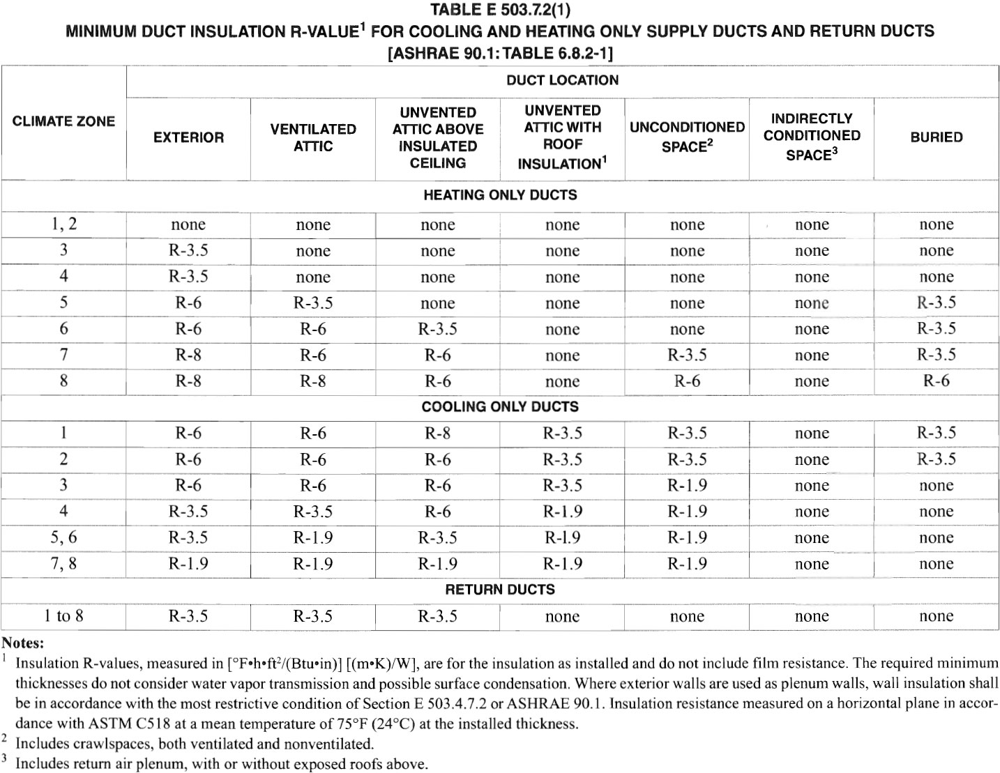 TABLE E 503.7.2(1)
MINIMUM DUCT INSULATION R-VALUE¹ FOR COOLING AND HEATING ONLY SUPPLY DUCTS AND RETURN DUCTS
[ASHRAE 90.1: TABLE 6.8.2-1]
CLIMATE ZONE
DUCT LOCATION
EXTERIOR
VENTILATED
ATTIC
UNVENTED
ATTIC ABOVE
INSULATED
CEILING
UNVENTED
ATTIC WITH
ROOF
INSULATION¹
UNCONDITIONED
SPACE²
INDIRECTLY
CONDITIONED
SPACE³
BURIED
HEATING ONLY DUCTS
1, 2 none none none none none none none
3 R-3.5 none none none none none none
4 R-3.5 none none none none none none
5 R-6 R-3.5 none none none none R-3.5
6 R-6 R-6 R-3.5 none none none R-3.5
7 R-8 R-6 R-6 none R-3.5 none R-3.5
8 R-8 R-8 R-6 none R-6 none R-6
COOLING ONLY DUCTS
1 R-6 R-6 R-8 R-3.5 R-3.5 none R-3.5
2 R-6 R-6 R-6 R-3.5 R-3.5 none R-3.5
3 R-6 R-6 R-6 R-3.5 R-1.9 none none
4 R-3.5 R-3.5 R-6 R-1.9 R-1.9 none none
5, 6 R-3.5 R-1.9 R-3.5 R-1.9 R-1.9 none none
7, 8 R-1.9 R-1.9 R-1.9 R-1.9 R-1.9 none none
RETURN DUCTS
1 to 8 R-3.5 R-3.5 R-3.5 none none none none
Notes:
¹ Insulation R-values, measured in [°F•h•ft²/(Btu•in)] [(m•K)/W], are for the insulation as installed and do not include film resistance. The required minimum
thicknesses do not consider water vapor transmission and possible surface condensation. Where exterior walls are used as plenum walls, wall insulation shall
be in accordance with the most restrictive condition of Section E 503.4.7.2 or ASHRAE 90.1. Insulation resistance measured on a horizontal plane in accor-
dance with ASTM C518 at a mean temperature of 75°F (24°C) at the installed thickness.
² Includes crawlspaces, both ventilated and nonventilated.
³ Includes return air plenum, with or without exposed roofs above.